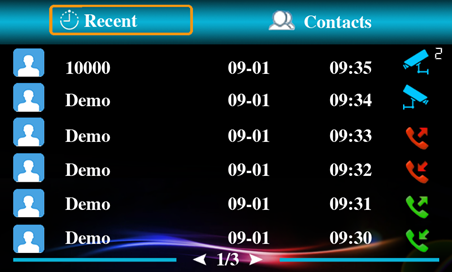 Recent Contacts
2
10000 09-01 09:35
Demo 09-01 09:34
Demo 09-01 09:33
Demo 09-01 09:32
Demo 09-01 09:31
Demo 09-01 09:30
1/3